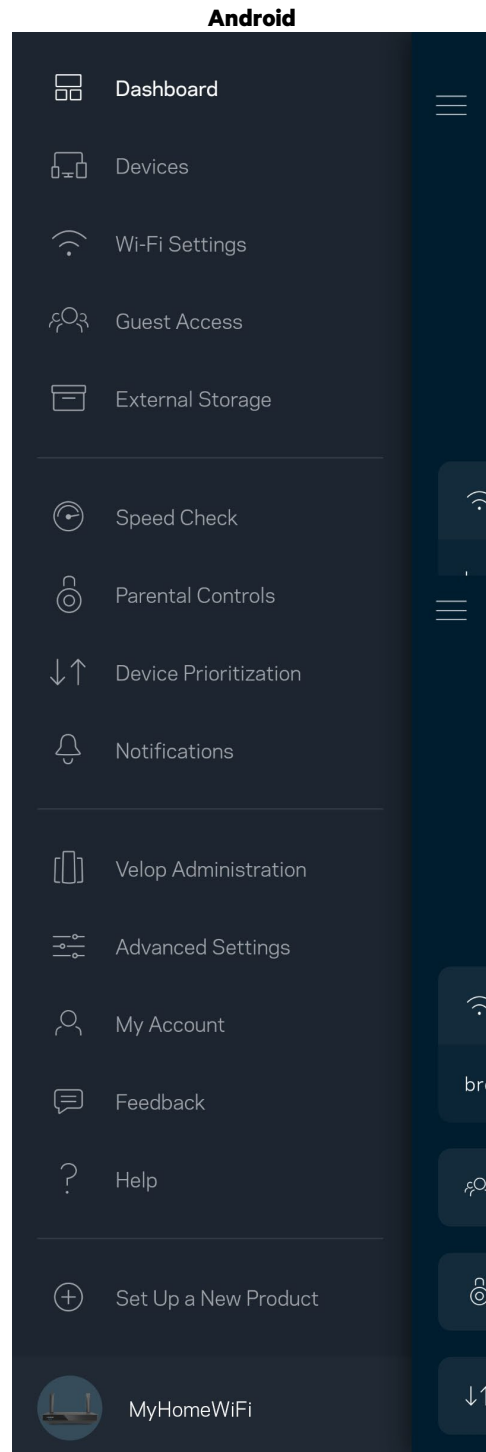 Android
Dashboard
Devices
Wi-Fi Settings
Guest Access
External Storage
Speed Check
Parental Controls
Device Prioritization
Notifications
Velop Administration
Advanced Settings
My Account
Feedback
Help
Set Up a New Product
MyHomeWiFi